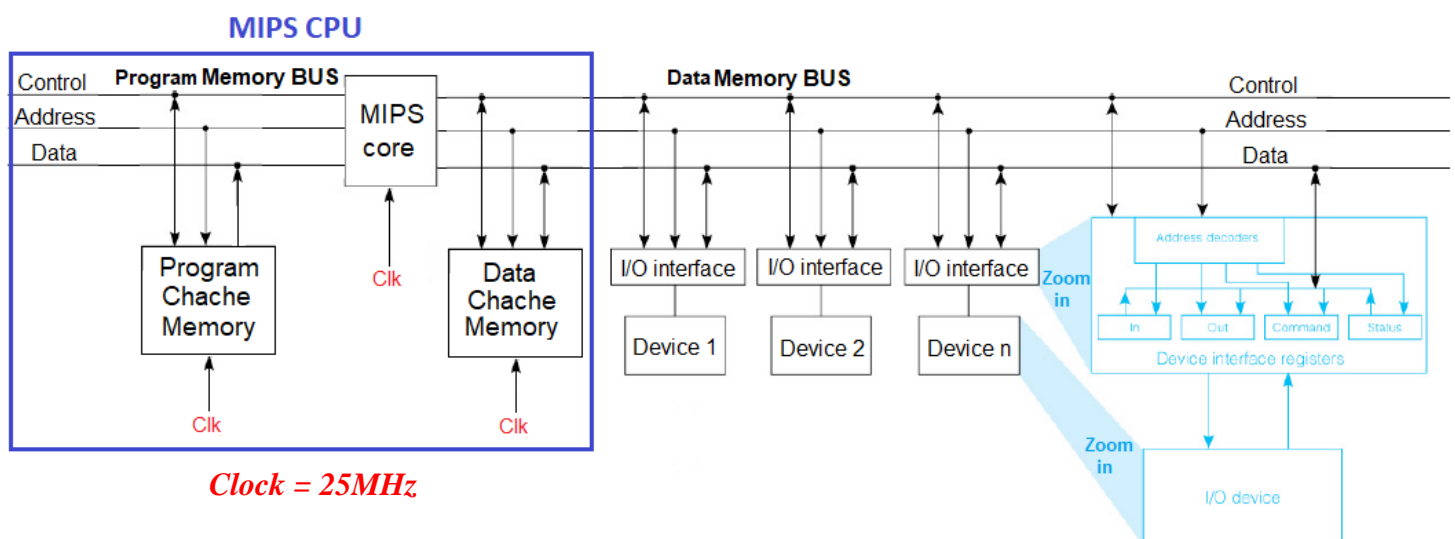 MIPS CPU
Program Memory BUS
Data Memory BUS
Control
Address
Data
MIPS
core
Control
Address
Data
Program
Chache
Memory
Clk
Data
Chache
Memory
I/O interface
I/O interface
I/O interface
Zoom
in
Address decoders
In
Out
Command
Status
Device interface registers
Device 1
Device 2
Device n
Clk
Clk
Zoom
in
I/O device
Clock = 25MHz